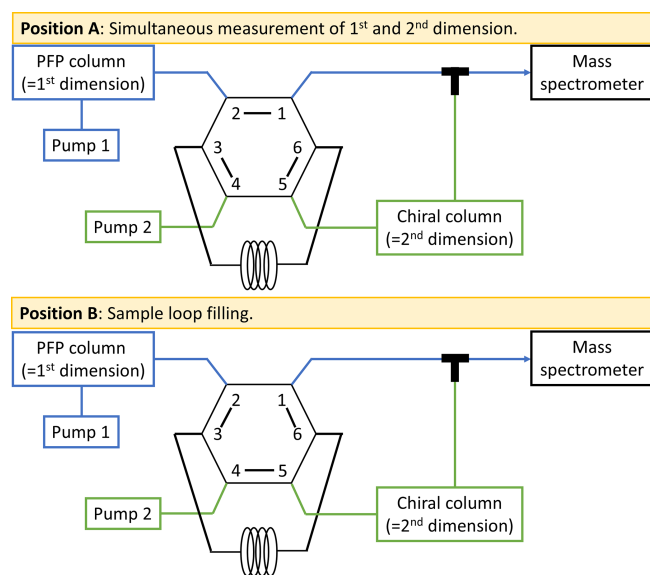 Position A: Simultaneous measurement of 1st and 2nd dimension.
PFP column
(=1st dimension)
Mass
spectrometer
Pump 1
2 1
3 6
4 5
Pump 2
Chiral column
(=2nd dimension)
Position B: Sample loop filling.
PFP column
(=1st dimension)
Mass
spectrometer
Pump 1
2 1
3 6
4 5
Pump 2
Chiral column
(=2nd dimension)